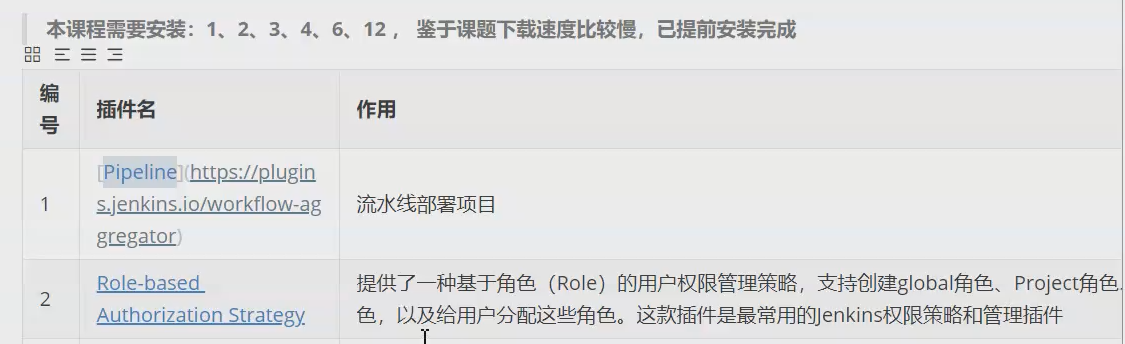 本课程需要安装：1、2、3、4、6、12 ， 鉴于课题下载速度比较慢，已提前安装完成
编号 插件名 作用
1 [Pipeline](https://plugins.jenkins.io/workflow-aggregator) 流水线部署项目
2 Role-based Authorization Strategy 提供了一种基于角色（Role）的用户权限管理策略，支持创建global角色、Project角色
色，以及给用户分配这些角色。这款插件是最常用的Jenkins权限策略和管理插件